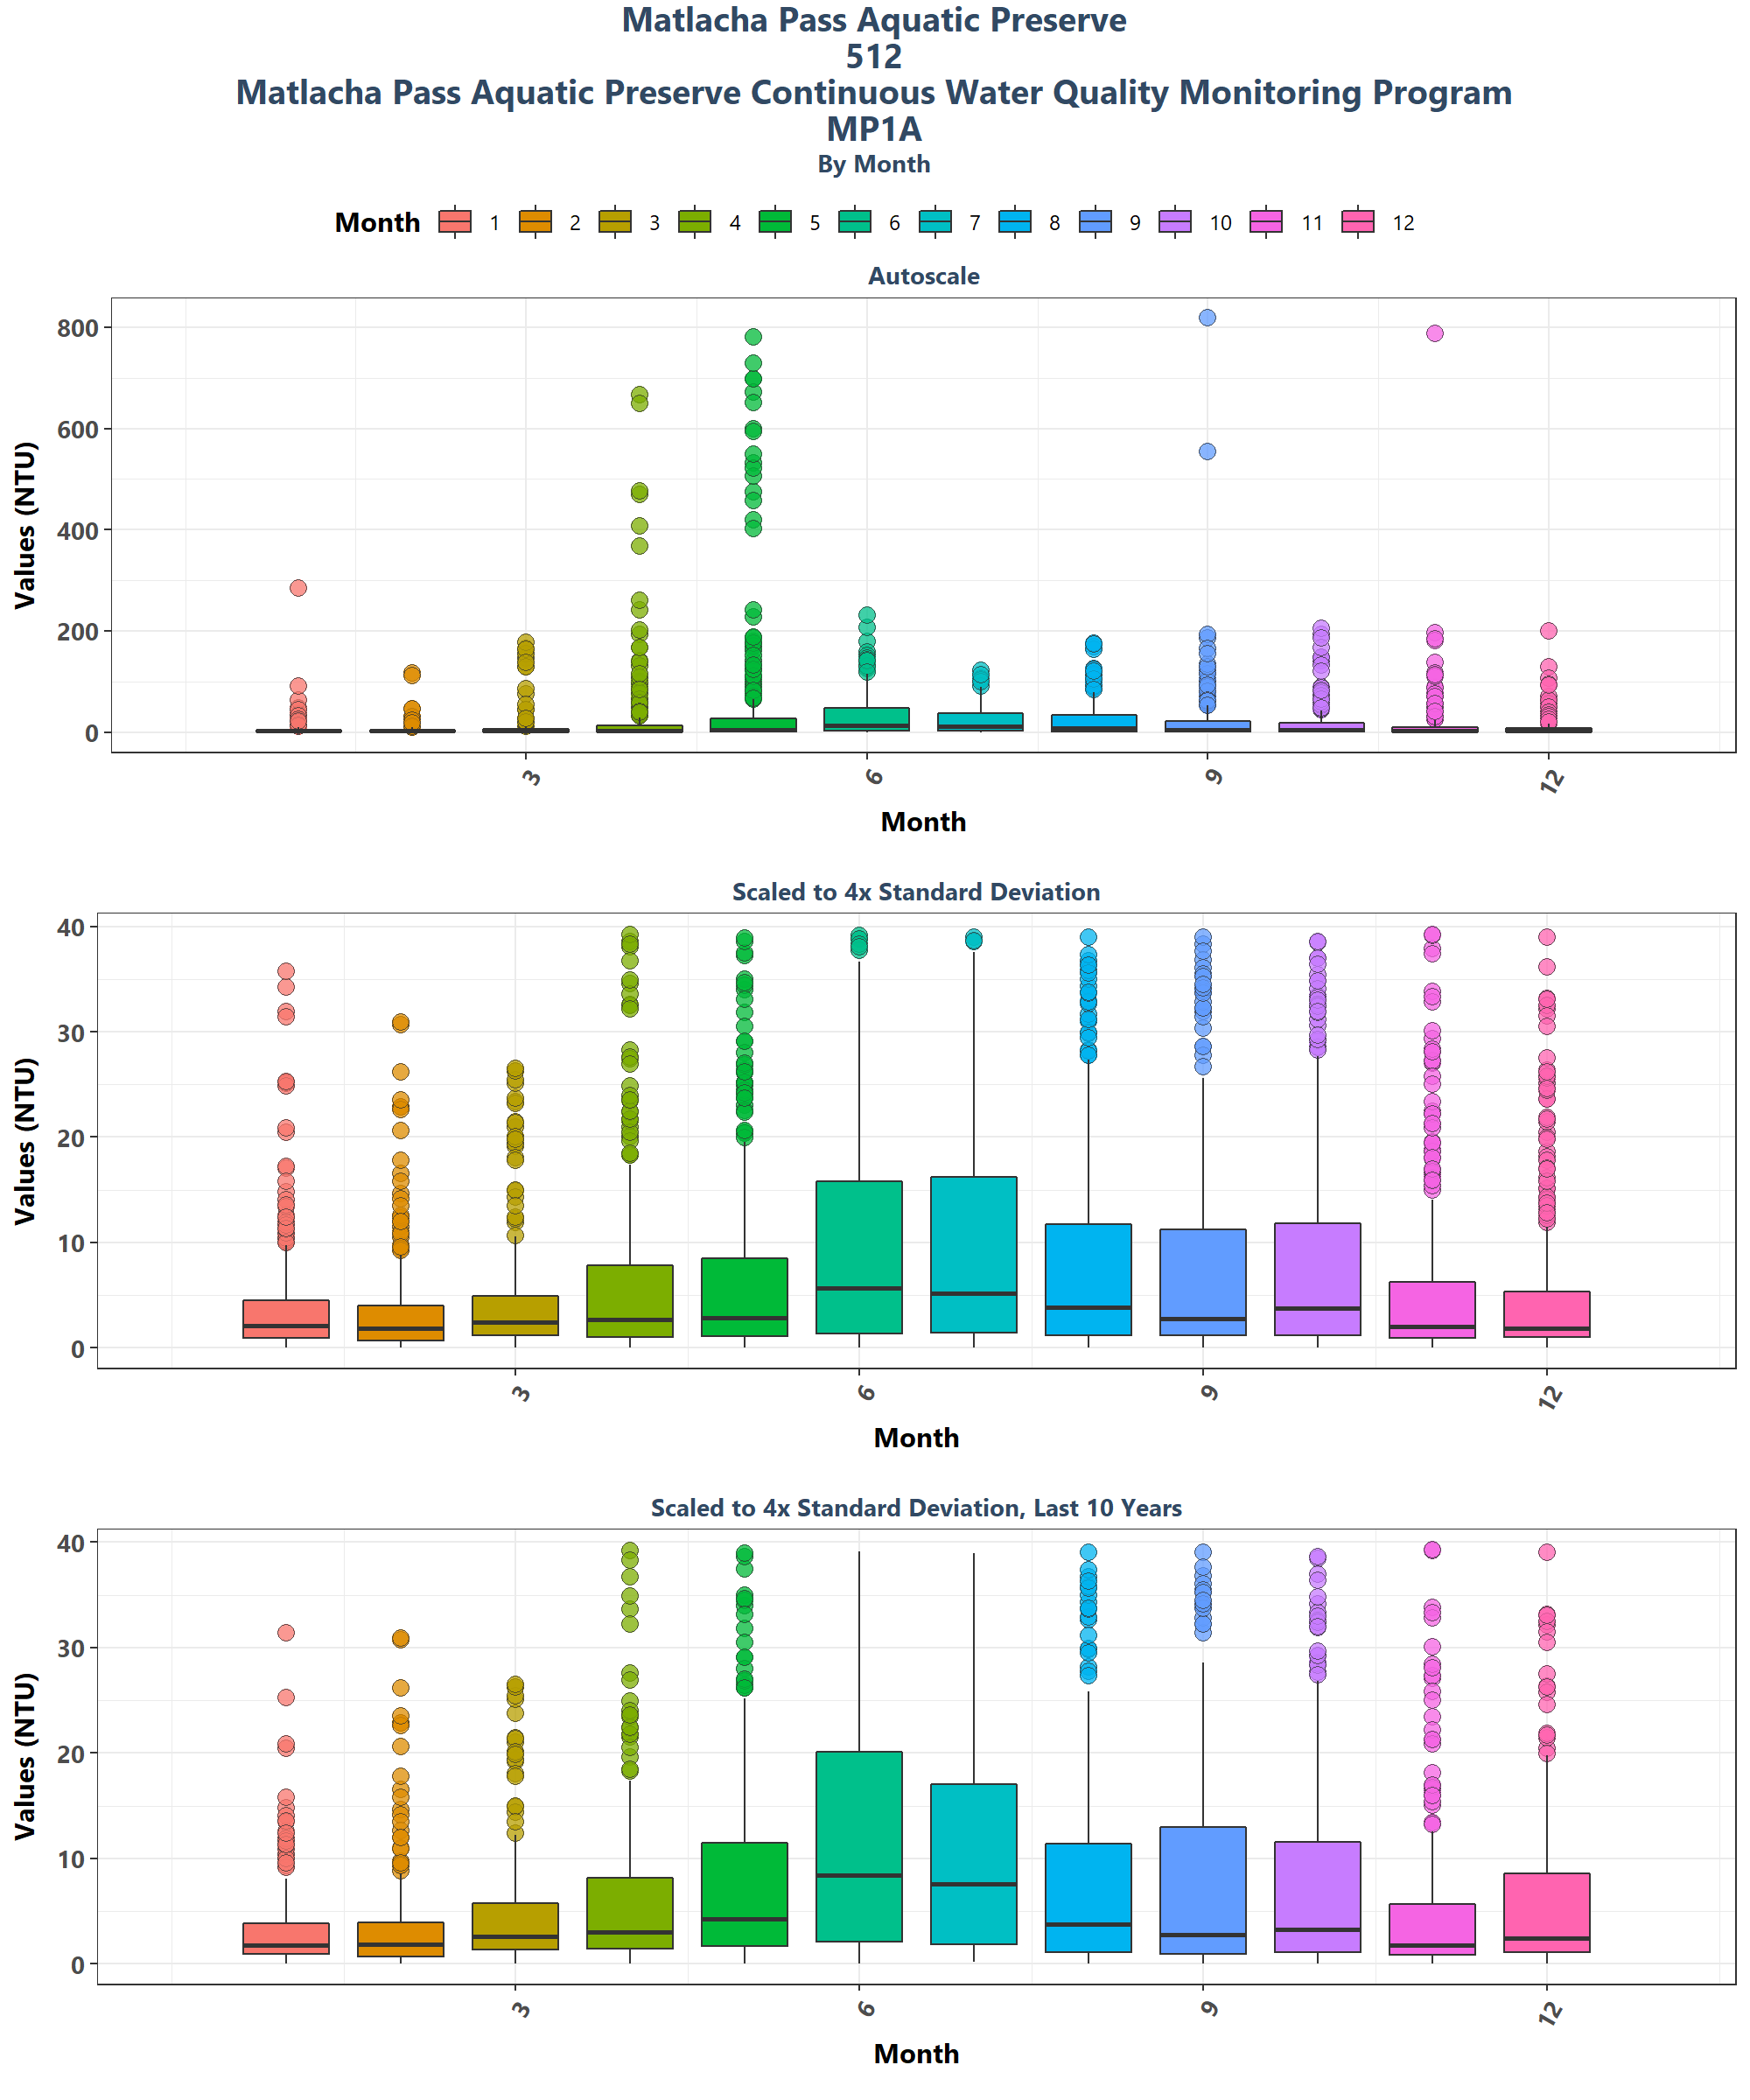 Matlacha Pass Aquatic Preserve
512
Matlacha Pass Aquatic Preserve Continuous Water Quality Monitoring Program
MP1A
By Month
Month 1 2 3 4 5 6 7 8 9 10 11 12
Autoscale
Values (NTU)
800
600
400
200
0
3 6 9 12
Month
Scaled to 4x Standard Deviation
Values (NTU)
40
30
20
10
0
3 6 9 12
Month
Scaled to 4x Standard Deviation, Last 10 Years
Values (NTU)
40
30
20
10
0
3 6 9 12
Month